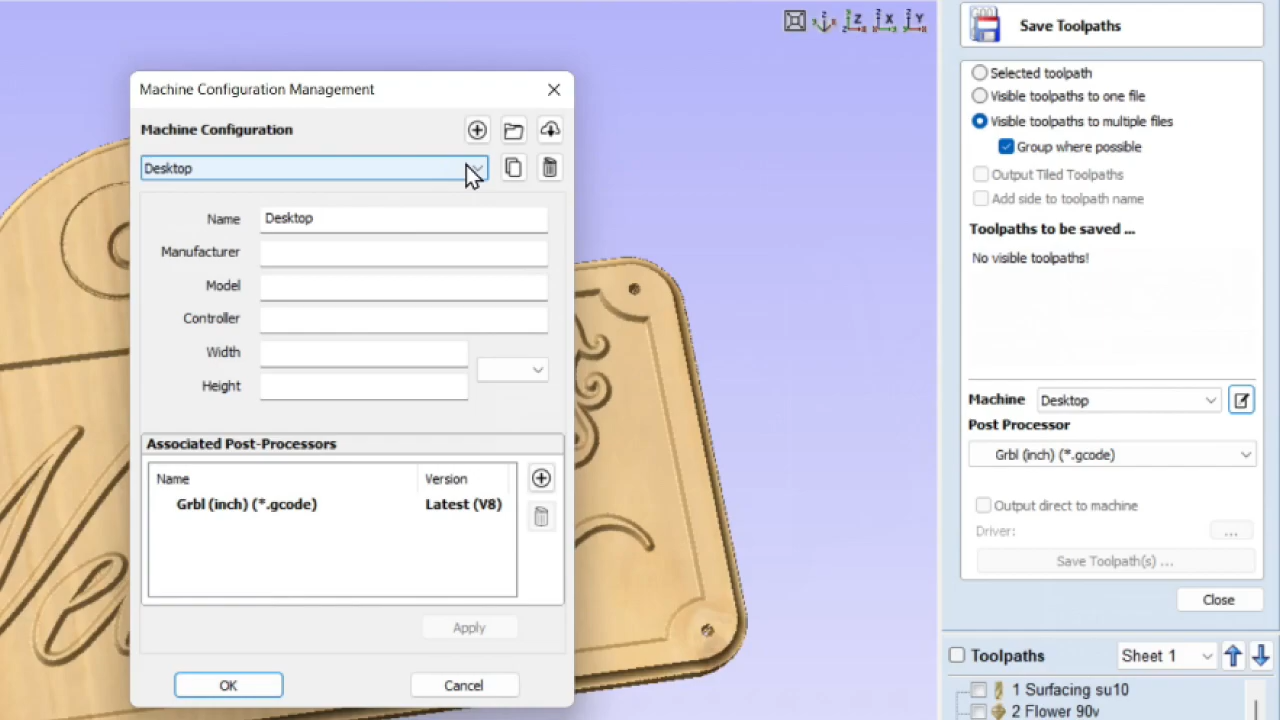 Z
X
Y
Machine Configuration Management
Machine Configuration
Desktop
Name Desktop
Manufacturer
Model
Controller
Width
Height
Associated Post-Processors
Name Version
Grbl (inch) (*.gcode) Latest (V8)
Apply
OK Cancel
Save Toolpaths
Selected toolpath
Visible toolpaths to one file
Visible toolpaths to multiple files
Group where possible
Output Tiled Toolpaths
Add side to toolpath name
Toolpaths to be saved ...
No visible toolpaths!
Machine Desktop
Post Processor
Grbl (inch) (*.gcode)
Output direct to machine
Driver: ...
Save Toolpath(s) ...
Close
Toolpaths Sheet 1
1 Surfacing su10
2 Flower 90v